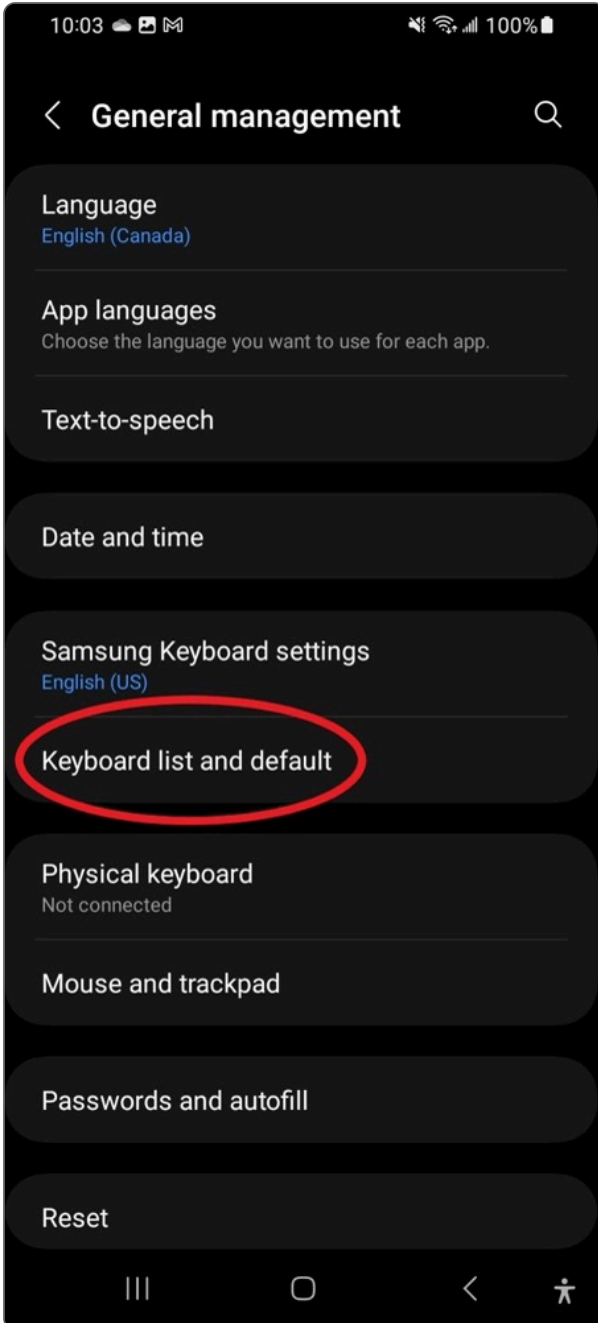 10:03 100%
General management
Language
English (Canada)
App languages
Choose the language you want to use for each app.
Text-to-speech
Date and time
Samsung Keyboard settings
English (US)
Keyboard list and default
Physical keyboard
Not connected
Mouse and trackpad
Passwords and autofill
Reset